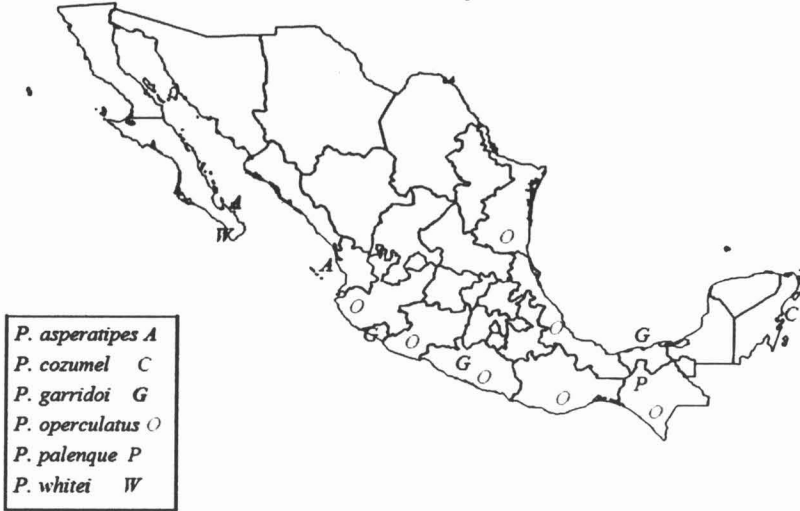 O
W
A
O
C
O
G
G
O
G
O
P
O
O
P. asperatipes A
P. cozumel C
P. garridoi G
P. operculatus O
P. palenque P
P. whitei W